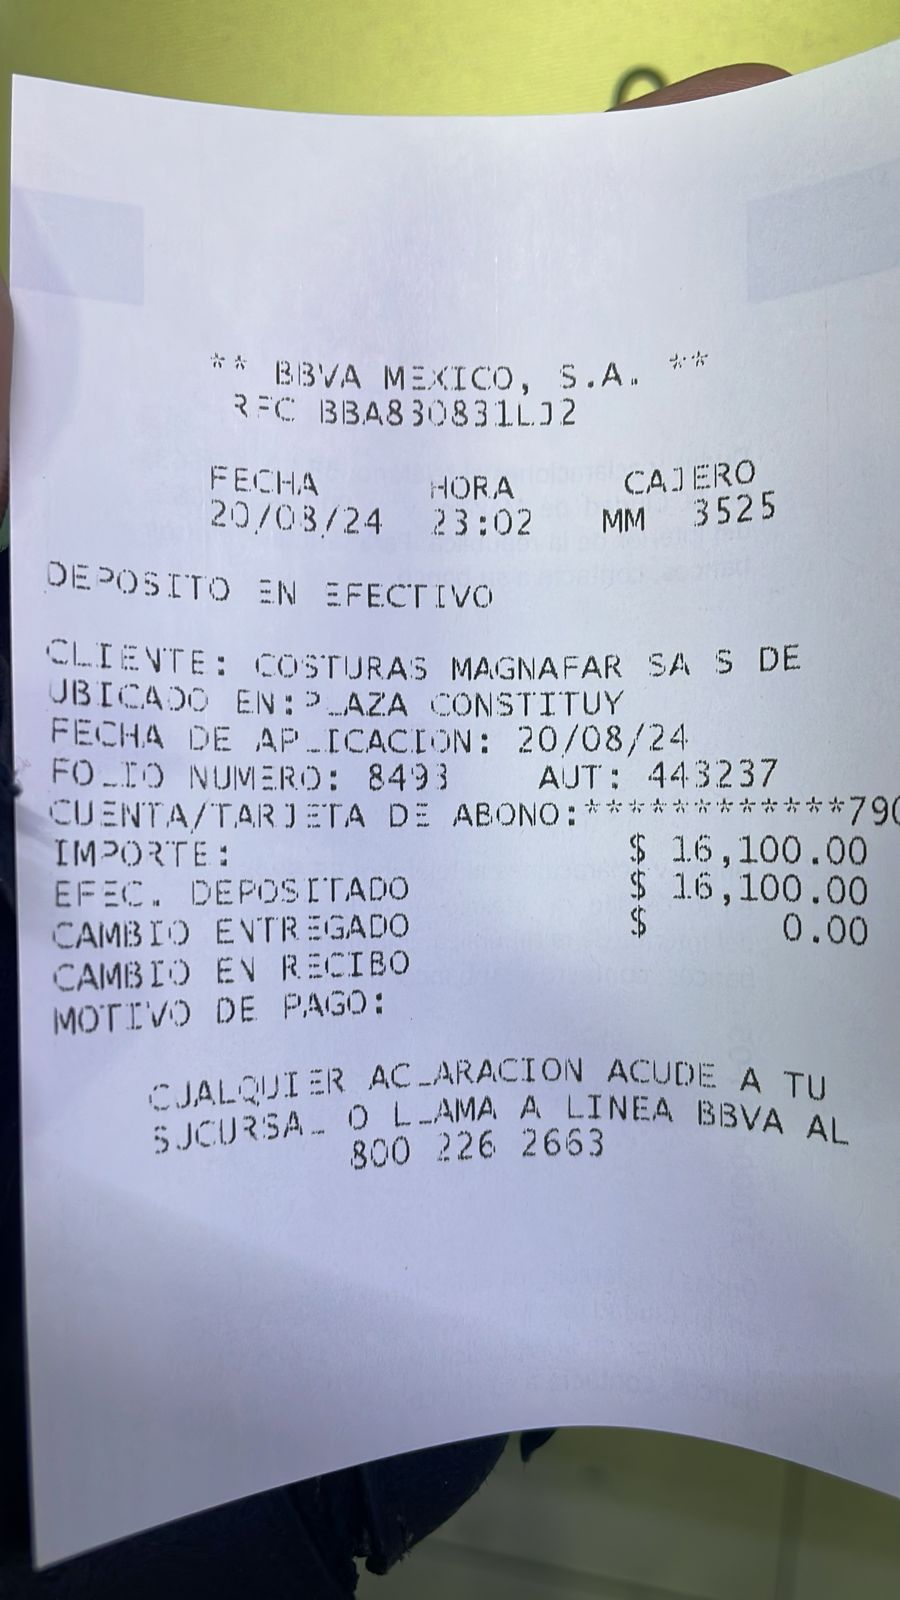 ** BBVA MEXICO, S.A. **
RFC BBA830831LJ2
FECHA HORA CAJERO
20/08/24 23:02 MM 3525
DEPOSITO EN EFECTIVO
CLIENTE: COSTURAS MAGNAFAR SA S DE
UBICADO EN:PLAZA CONSTITUY
FECHA DE APLICACION: 20/08/24
FOLIO NUMERO: 8493 AUT: 443237
CUENTA/TARJETA DE ABONO:************790
IMPORTE: $ 16,100.00
EFEC. DEPOSITADO $ 16,100.00
CAMBIO ENTREGADO $ 0.00
CAMBIO EN RECIBO
MOTIVO DE PAGO:
CUALQUIER ACLARACION ACUDE A TU
SUCURSAL O LLAMA A LINEA BBVA AL
800 226 2663